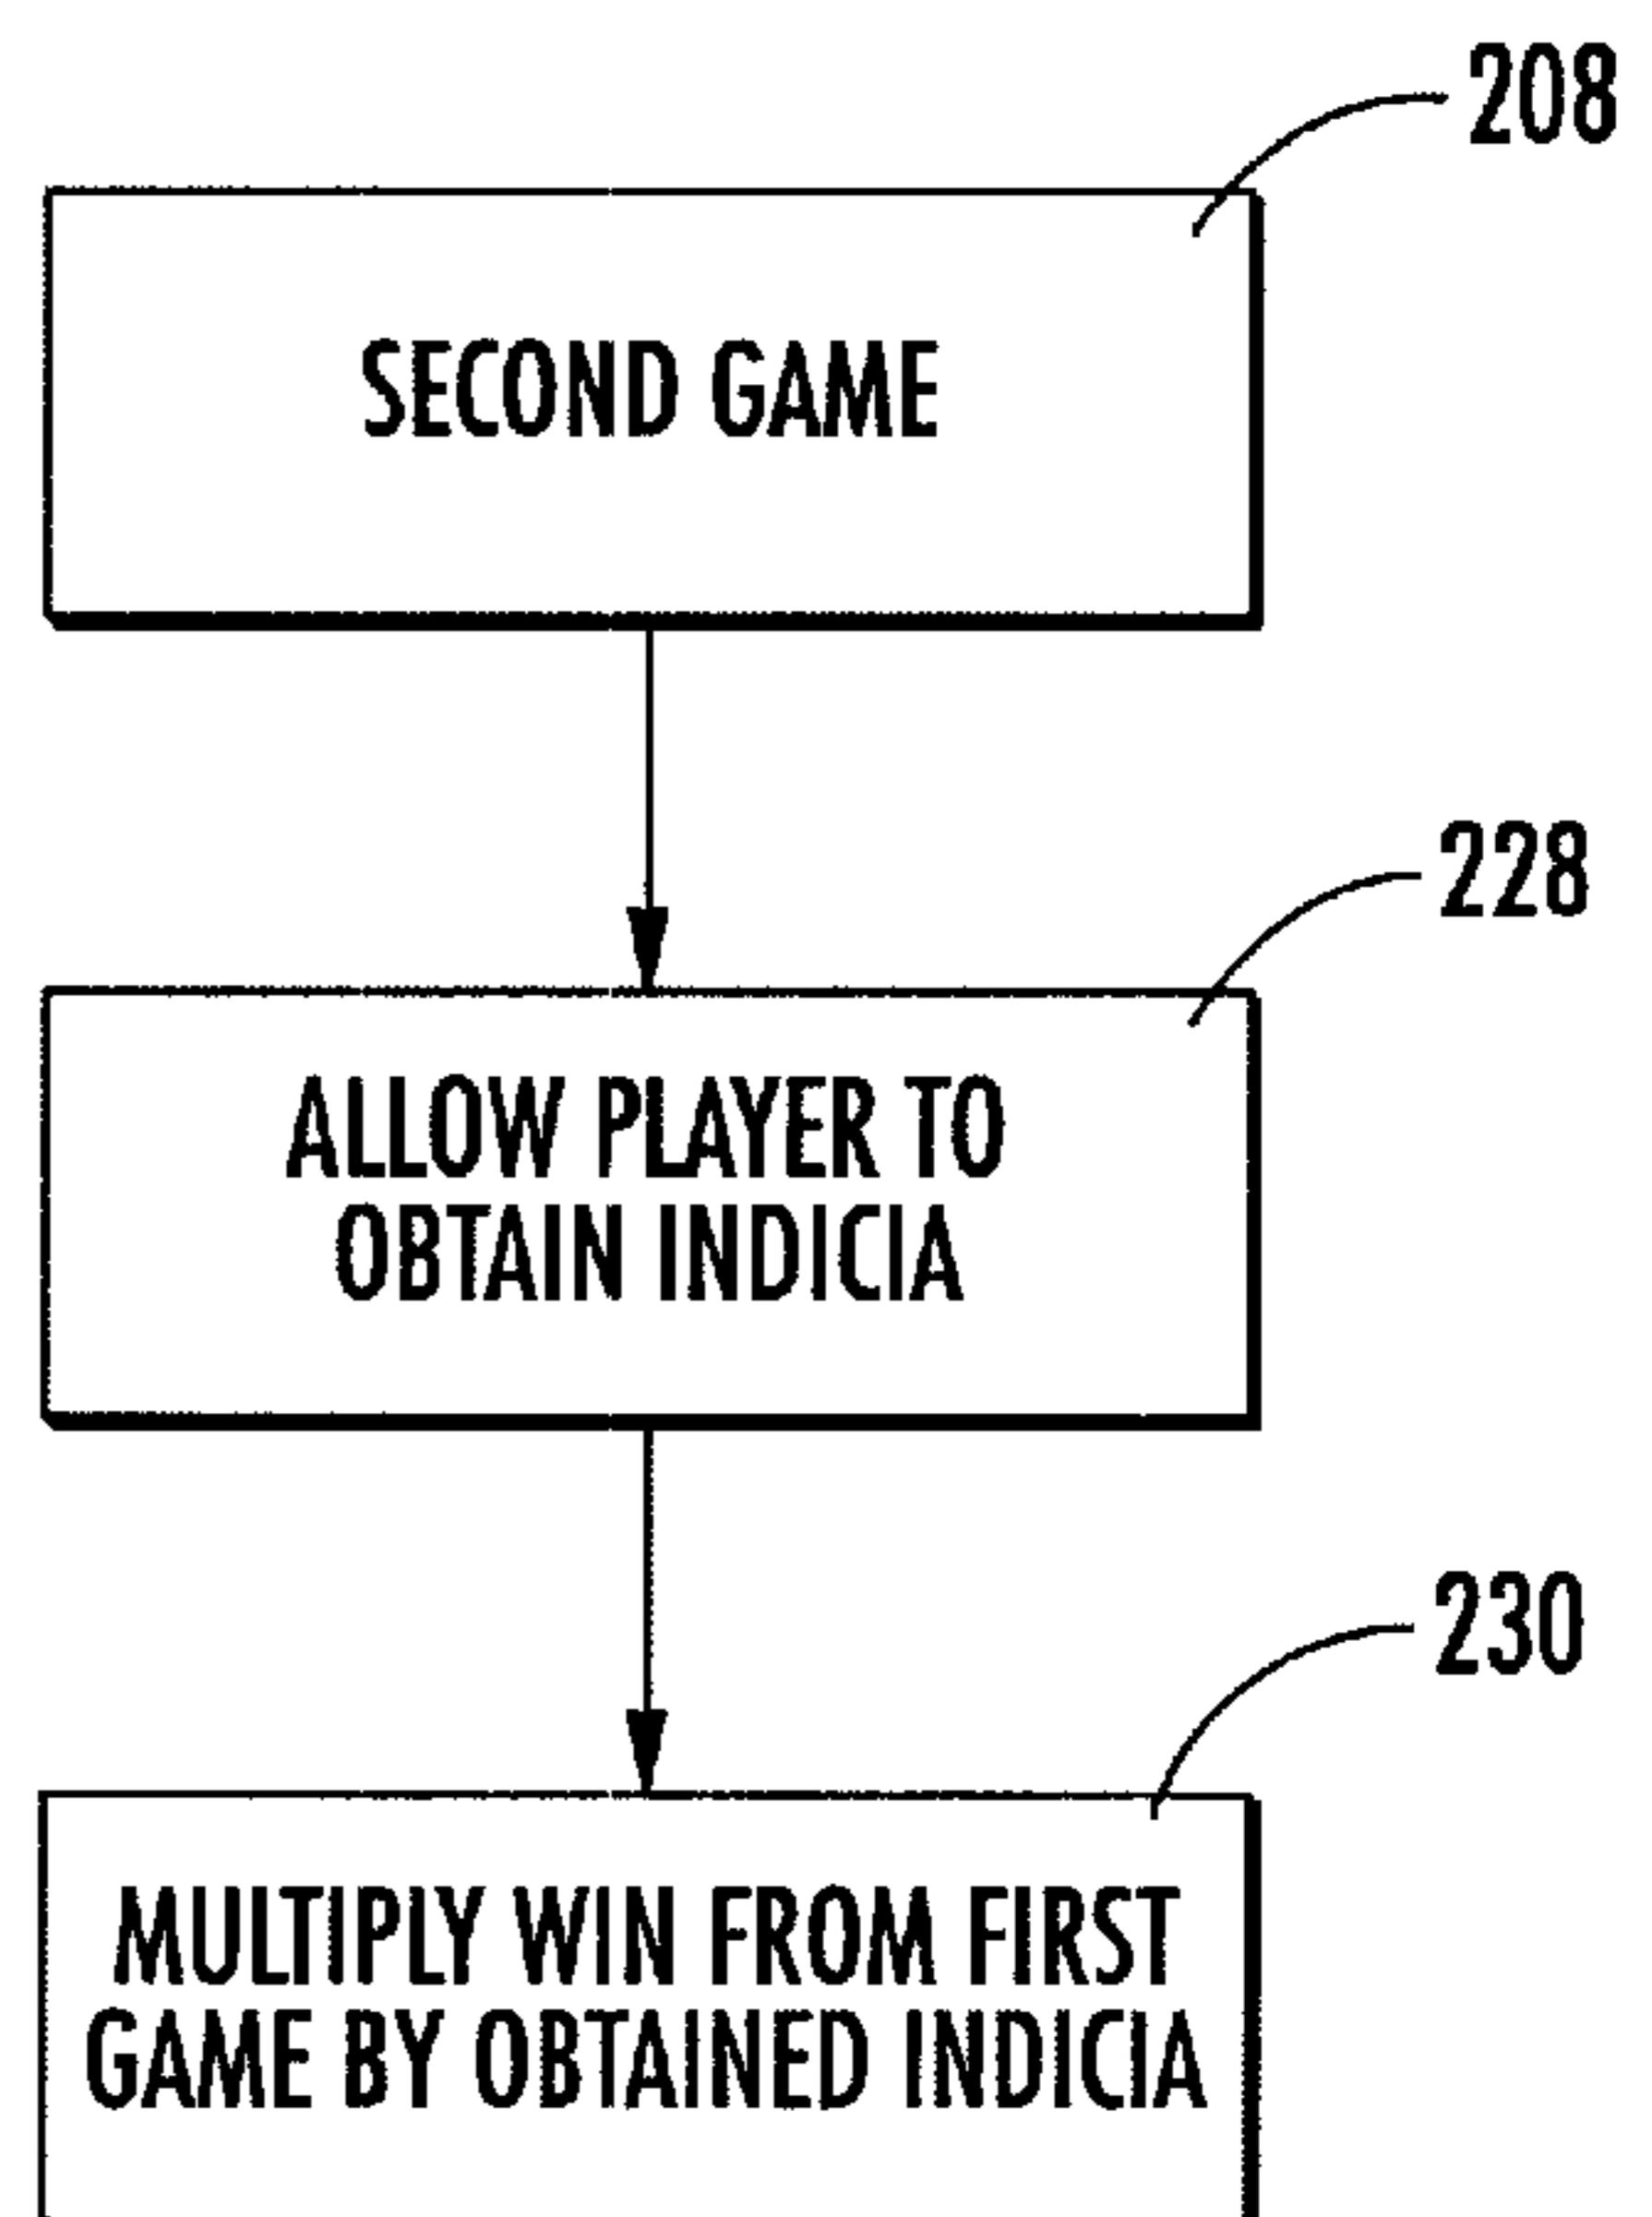 208
SECOND GAME
228
ALLOW PLAYER TO
OBTAIN INDICIA
230
MULTIPLY WIN FROM FIRST
GAME BY OBTAINED INDICIA